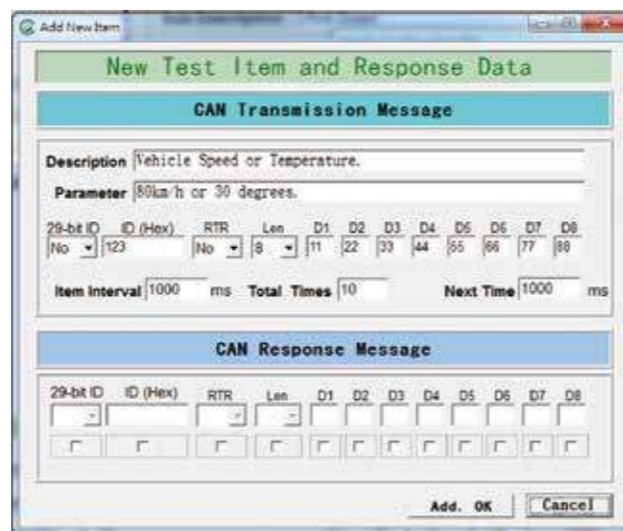 Add New Item
New Test Item and Response Data
CAN Transmission Message
Description Vehicle Speed or Temperature.
Parameter 80km/h or 30 degrees.
29-bit ID ID (Hex) RTR Len D1 D2 D3 D4 D5 D6 D7 D8
No 123 No 8 11 22 33 44 55 66 77 88
Item Interval 1000 ms Total Times 10 Next Time 1000 ms
CAN Response Message
29-bit ID ID (Hex) RTR Len D1 D2 D3 D4 D5 D6 D7 D8
Add. OK Cancel